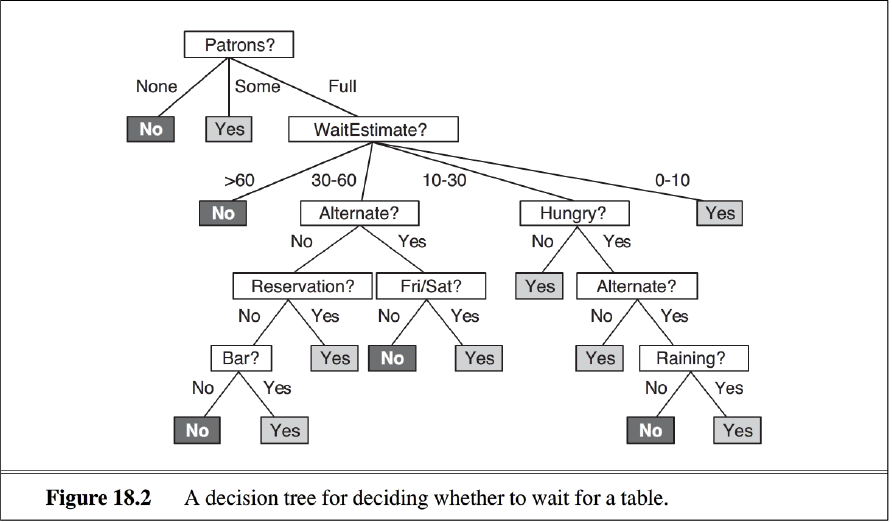 Patrons?
None Some Full
No Yes WaitEstimate?
>60 30-60 10-30 0-10
No Alternate? Hungry? Yes
No Yes No Yes
Reservation? Fri/Sat? Yes Alternate?
No Yes No Yes No Yes
Bar? Yes No Yes Yes Raining?
No Yes No Yes
No Yes No Yes
Figure 18.2 A decision tree for deciding whether to wait for a table.